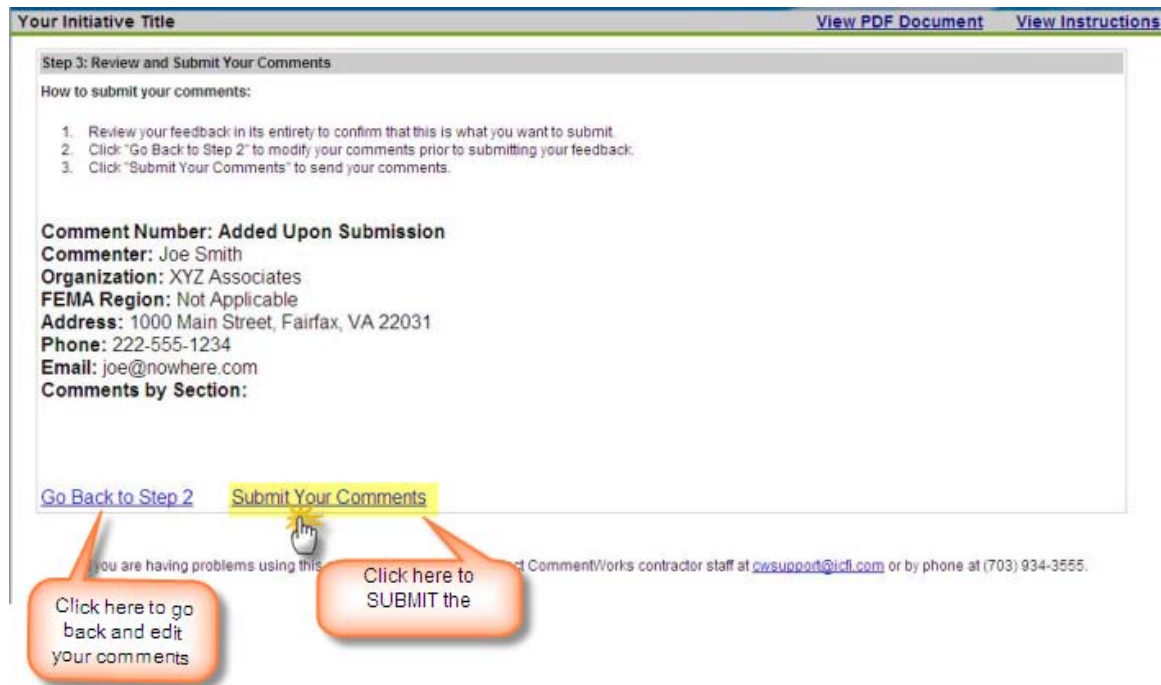 Your Initiative Title View PDF Document View Instructions
Step 3: Review and Submit Your Comments
How to submit your comments:
1. Review your feedback in its entirety to confirm that this is what you want to submit.
2. Click "Go Back to Step 2" to modify your comments prior to submitting your feedback.
3. Click "Submit Your Comments" to send your comments.
Comment Number: Added Upon Submission
Commenter: Joe Smith
Organization: XYZ Associates
FEMA Region: Not Applicable
Address: 1000 Main Street, Fairfax, VA 22031
Phone: 222-555-1234
Email: joe@nowhere.com
Comments by Section:
Go Back to Step 2 Submit Your Comments
you are having problems using this CommentWorks contractor staff at cwsupport@icfi.com or by phone at (703) 934-3555.
Click here to go
back and edit
your comments
Click here to
SUBMIT the